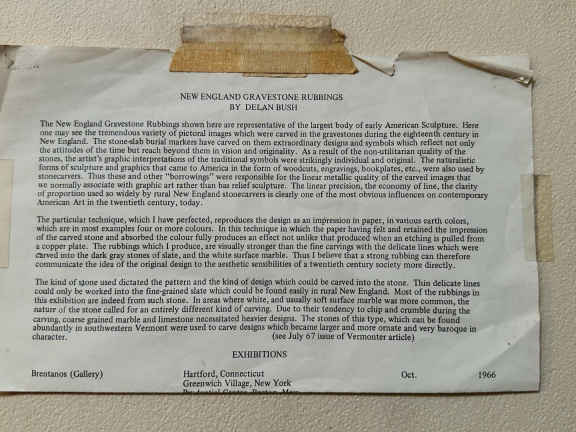 NEW ENGLAND GRAVESTONE RUBBINGS
BY DELAN BUSH
The New England Gravestone Rubbings shown here are representative of the largest body of early American Sculpture. Here
one may see the tremendous variety of pictoral images which were carved in the gravestones during the eighteenth century in
New England. The stone-slab burial markers have carved on them extraordinary designs and symbols which reflect not only
the attitudes of the time but reach beyond them in vision and originality. As a result of the non-utilitarian quality of the
stones, the artist's graphic interpretations of the traditional symbols were strikingly individual and original. The naturalistic
forms of sculpture and graphics that came to America in the form of woodcuts, engravings, bookplates, etc., were also used by
stonecarvers. Thus these and other "borrowings" were responsible for the linear metallic quality of the carved images that
we normally associate with graphic art rather than bas relief sculpture. The linear precision, the economy of line, the clarity
of proportion used so widely by rural New England stonecarvers is clearly one of the most obvious influences on contemporary
American Art in the twentieth century, today.
The particular technique, which I have perfected, reproduces the design as an impression in paper, in various earth colors,
which are in most examples four or more colours. In this technique in which the paper having felt and retained the impression
of the carved stone and absorbed the colour fully produces an effect not unlike that produced when an etching is pulled from
a copper plate. The rubbings which I produce, are visually stronger than the fine carvings with the delicate lines which were
carved into the dark gray stones of slate, and the white surface marble. Thus I believe that a strong rubbing can therefore
communicate the idea of the original design to the aesthetic sensibilities of a twentieth century society more directly.
The kind of stone used dictated the pattern and the kind of design which could be carved into the stone. Thin delicate lines
could only be worked into the fine-grained slate which could be found easily in rural New England. Most of the rubbings in
this exhibition are indeed from such stone. In areas where white, and usually soft surface marble was more common, the
nature of the stone called for an entirely different kind of carving. Due to their tendency to chip and crumble during the
carving, coarse grained marble and limestone necessitated heavier designs. The stones of this type, which can be found
abundantly in southwestern Vermont were used to carve designs which became larger and more ornate and very baroque in
character. (see July 67 issue of Vermonter article)
EXHIBITIONS
Brentanos (Gallery) Hartford, Connecticut Oct. 1966
Greenwich Village, New York